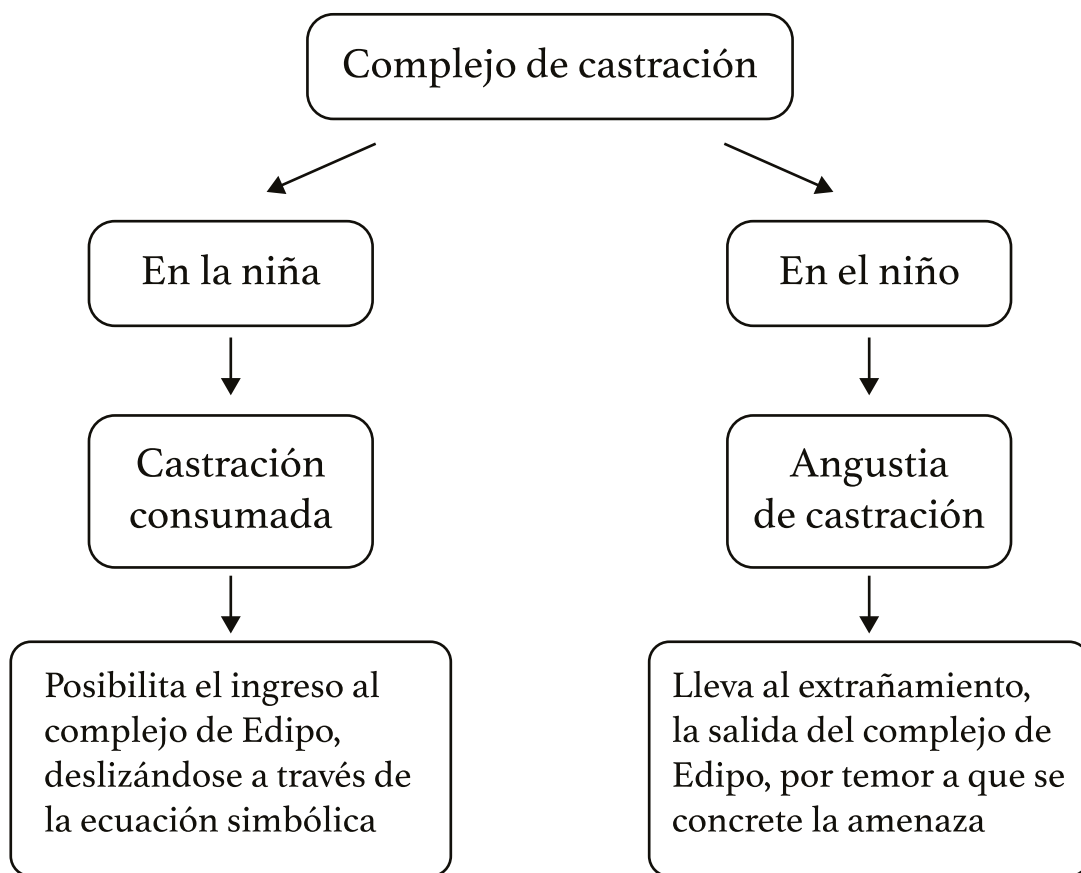 Complejo de castración
En la niña
En el niño
Castración
consumada
Angustia
de castración
Posibilita el ingreso al
complejo de Edipo,
deslizándose a través de
la ecuación simbólica
Lleva al extrañamiento,
la salida del complejo de
Edipo, por temor a que se
concrete la amenaza